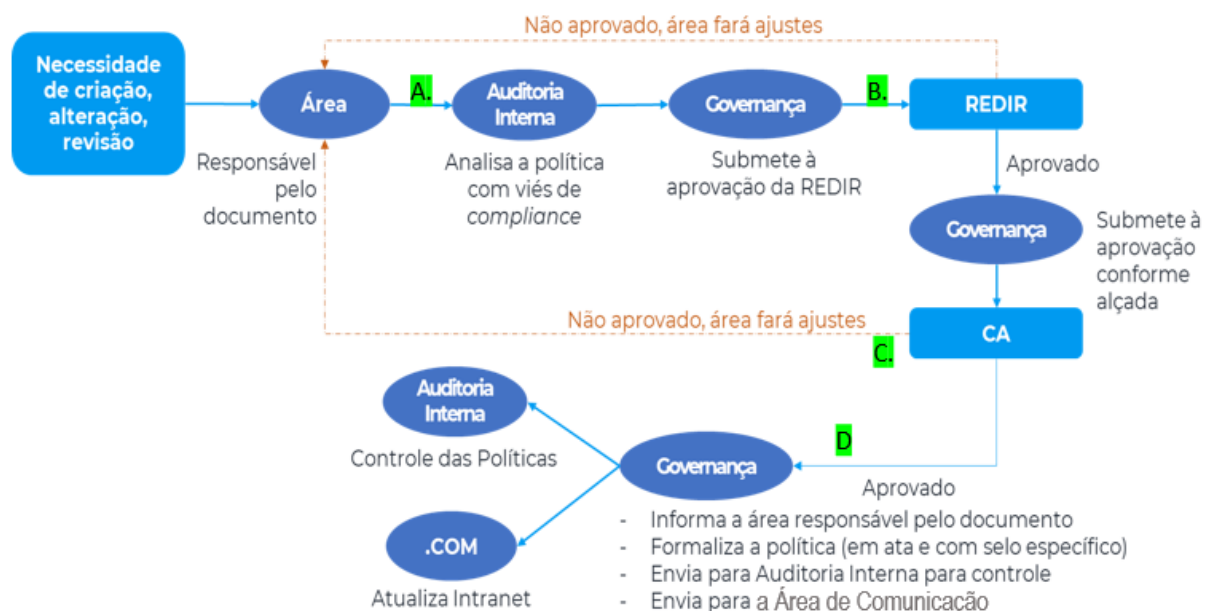 Não aprovado, área fará ajustes
Necessidade
de criação,
alteração,
revisão
Área
A.
Auditoria
Interna
Governança
B.
REDIR
Responsável
pelo
documento
Analisa a política
com viés de
compliance
Submete à
aprovação da REDIR
Aprovado
Governança
Submete à
aprovação
conforme
alçada
Não aprovado, área fará ajustes
CA
C.
Auditoria
Interna
Controle das Políticas
D
Governança
Aprovado
- Informa a área responsável pelo documento
- Formaliza a política (em ata e com selo específico)
- Envia para Auditoria Interna para controle
- Envia para a Área de Comunicação
.COM
Atualiza Intranet